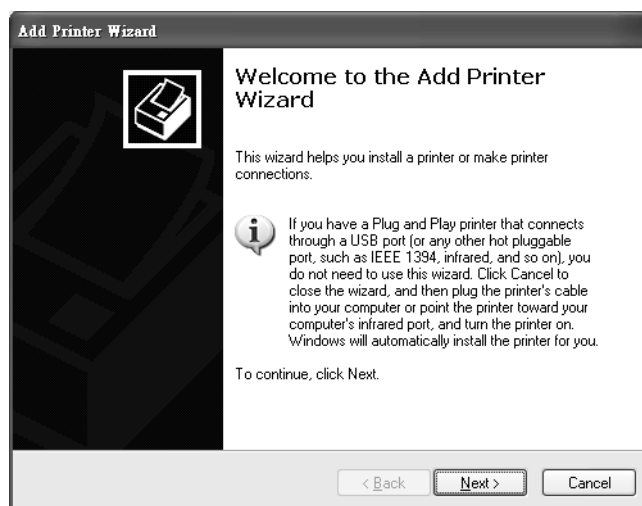 Add Printer Wizard
Welcome to the Add Printer
Wizard
This wizard helps you install a printer or make printer
connections.
If you have a Plug and Play printer that connects
through a USB port (or any other hot pluggable
port, such as IEEE 1394, infrared, and so on), you
do not need to use this wizard. Click Cancel to
close the wizard, and then plug the printer's cable
into your computer or point the printer toward your
computer's infrared port, and turn the printer on.
Windows will automatically install the printer for you.
To continue, click Next.
< Back
Next >
Cancel